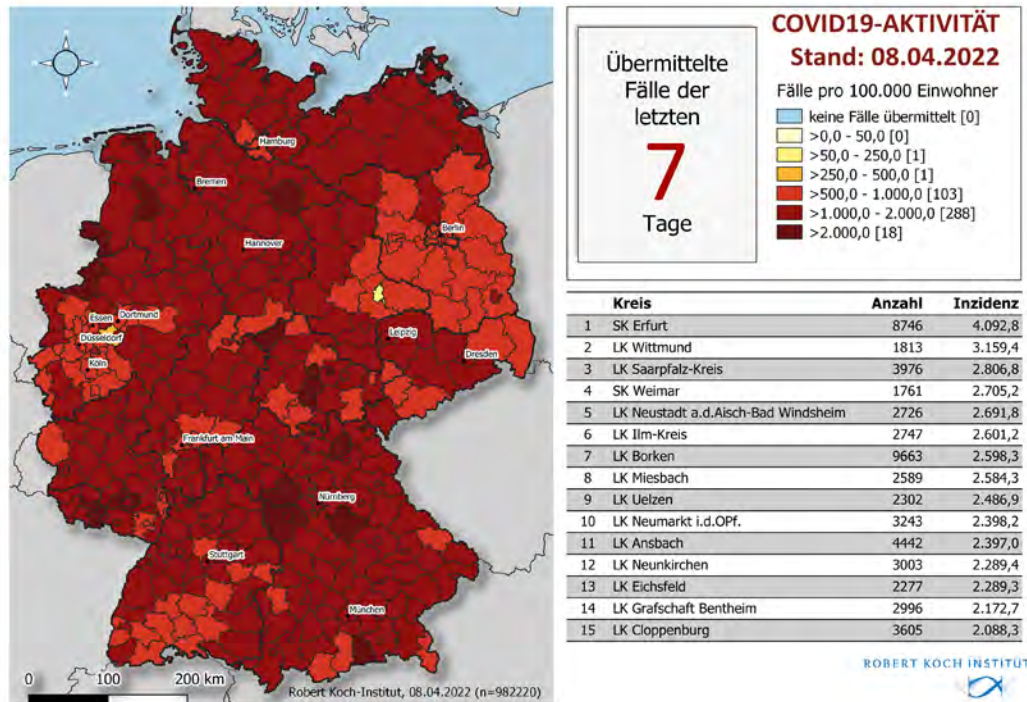 COVID19-AKTIVITÄT
Stand: 08.04.2022
Übermittelte
Fälle der
letzten
7
Tage
Fälle pro 100.000 Einwohner
keine Fälle übermittelt [0]
>0,0 - 50,0 [0]
>50,0 - 250,0 [1]
>250,0 - 500,0 [1]
>500,0 - 1.000,0 [103]
>1.000,0 - 2.000,0 [288]
>2.000,0 [18]
Hamburg
Bremen
Berlin
Hannover
Essen
Dortmund
Düsseldorf
Leipzig
Köln
Dresden
Frankfurt am Main
Nürnberg
Stuttgart
München
0 100 200 km
Robert Koch-Institut, 08.04.2022 (n=982220)
Kreis Anzahl Inzidenz
1 SK Erfurt 8746 4.092,8
2 LK Wittmund 1813 3.159,4
3 LK Saarpfalz-Kreis 3976 2.806,8
4 SK Weimar 1761 2.705,2
5 LK Neustadt a.d.Aisch-Bad Windsheim 2726 2.691,8
6 LK Ilm-Kreis 2747 2.601,2
7 LK Borken 9663 2.598,3
8 LK Miesbach 2589 2.584,3
9 LK Uelzen 2302 2.486,9
10 LK Neumarkt i.d.OPf. 3243 2.398,2
11 LK Ansbach 4442 2.397,0
12 LK Neunkirchen 3003 2.289,4
13 LK Eichsfeld 2277 2.289,3
14 LK Grafschaft Bentheim 2996 2.172,7
15 LK Cloppenburg 3605 2.088,3
ROBERT KOCH INSTITUT